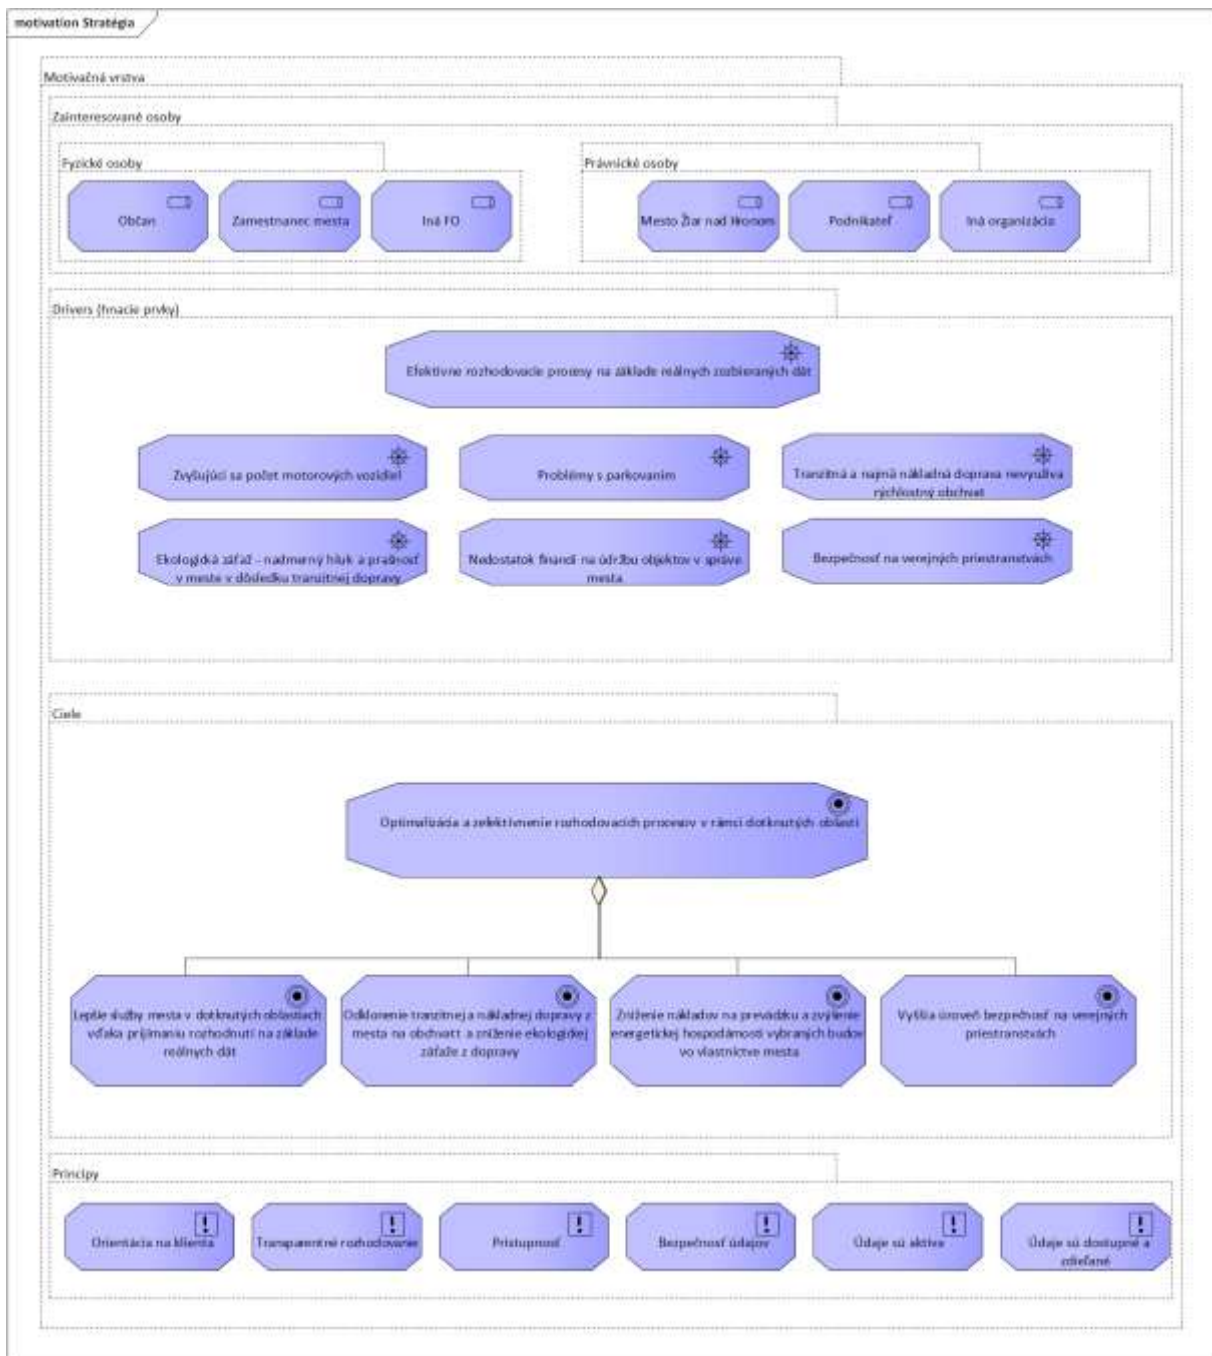 motivation Stratégia
Motivačná vrstva
Zainteresované osoby
Fyzické osoby
Právnické osoby
Občan
Zamestnanec mesta
Iná FO
Mesto Žiar nad Hronom
Podnikateľ
Iná organizácia
Drivers (hnacie prvky)
Efektívne rozhodovacie procesy na základe reálnych zozbieraných dát
Zvyšujúci sa počet motorových vozidiel
Problémy s parkovaním
Tranzitná a najmä nákladná doprava nevyužíva
rýchlostný obchvat
Ekologická záťaž - nadmerný hluk a prašnosť
v meste v dôsledku tranzitnej dopravy
Nedostatok financií na údržbu objektov v správe
mesta
Bezpečnosť na verejných priestranstvách
Ciele
Optimalizácia a zefektívnenie rozhodovacích procesov v rámci dotknutých oblastí
Lepšie služby mesta v dotknutých oblastiach
vďaka prijímaniu rozhodnutí na základe
reálnych dát
Odklonenie tranzitnej a nákladnej dopravy z
mesta na obchvatt a zníženie ekologickej
záťaže z dopravy
Zníženie nákladov na prevádzku a zvýšenie
energetickej hospodárnosti vybraných budov
vo vlastníctve mesta
Vyššia úroveň bezpečnosť na verejných
priestranstvách
Princípy
Orientácia na klienta
Transparentné rozhodovanie
Prístupnosť
Bezpečnosť údajov
Údaje sú aktíva
Údaje sú dostupné a
zdieľané